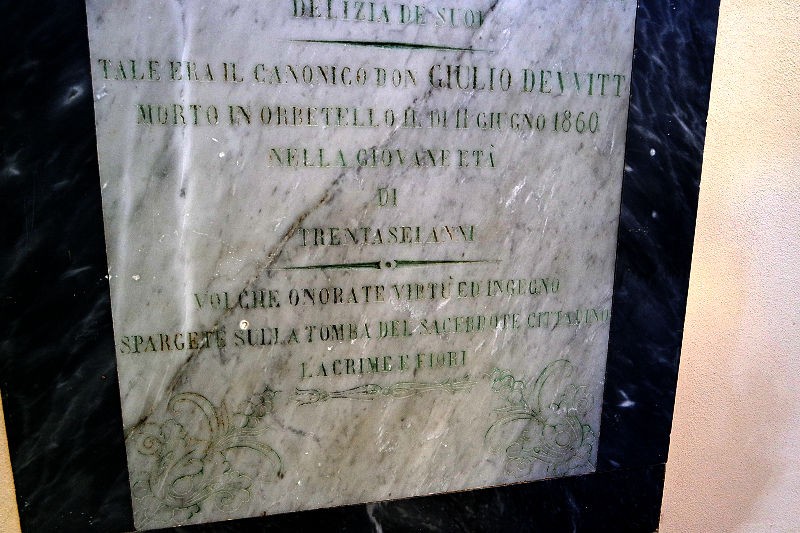 DELIZIA DE SUOI
TALE ERA IL CANONICO DON GIULIO DEWITT
MORTO IN ORBETELLO IL DI 11 GIUGNO 1860
NELLA GIOVANE ETÀ
DI
TRENTASEI ANNI
VOI CHE ONORATE VIRTÙ ED INGEGNO
SPARGETE SULLA TOMBA DEL SACERDOTE CITTADINO
LACRIME E FIORI